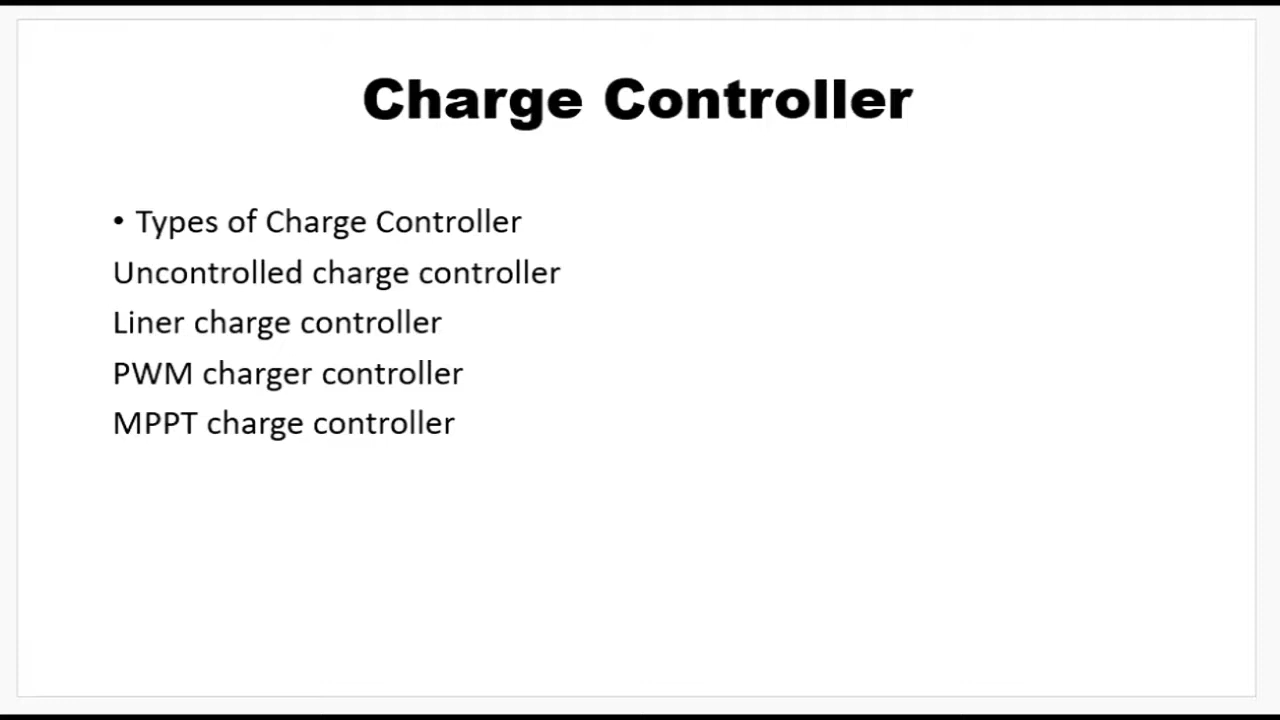 Charge Controller
• Types of Charge Controller
Uncontrolled charge controller
Liner charge controller
PWM charger controller
MPPT charge controller